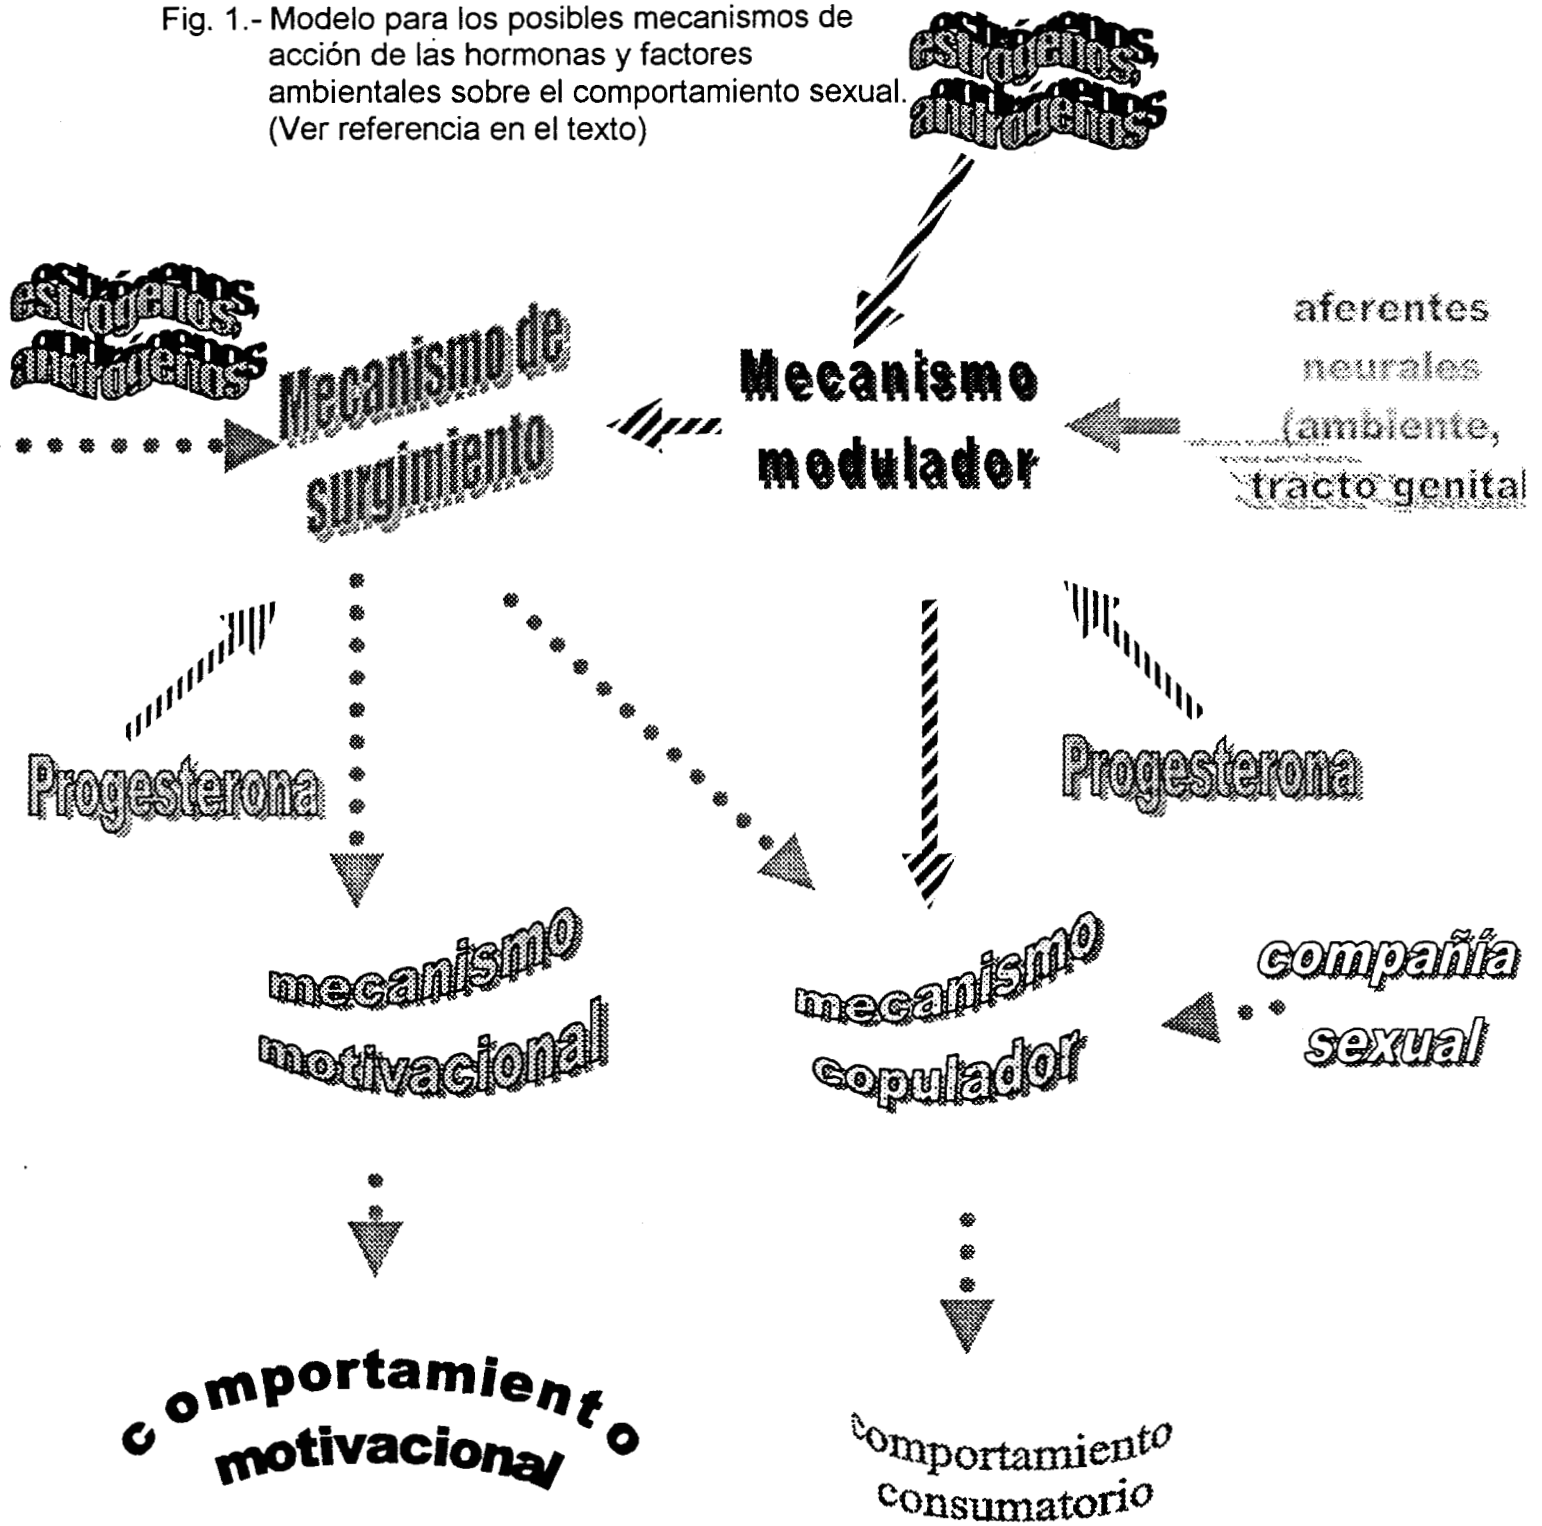 Fig. 1.- Modelo para los posibles mecanismos de
acción de las hormonas y factores
ambientales sobre el comportamiento sexual.
(Ver referencia en el texto)
estrógenos,
andrógenos
estrógenos,
andrógenos
Mecanismo de
surgimiento
Mecanismo
modulador
aferentes
neurales
(ambiente,
tracto genital
Progesterona
Progesterona
mecanismo
motivacional
mecanismo
copulador
compañía
sexual
comportamiento
motivacional
comportamiento
consumatorio